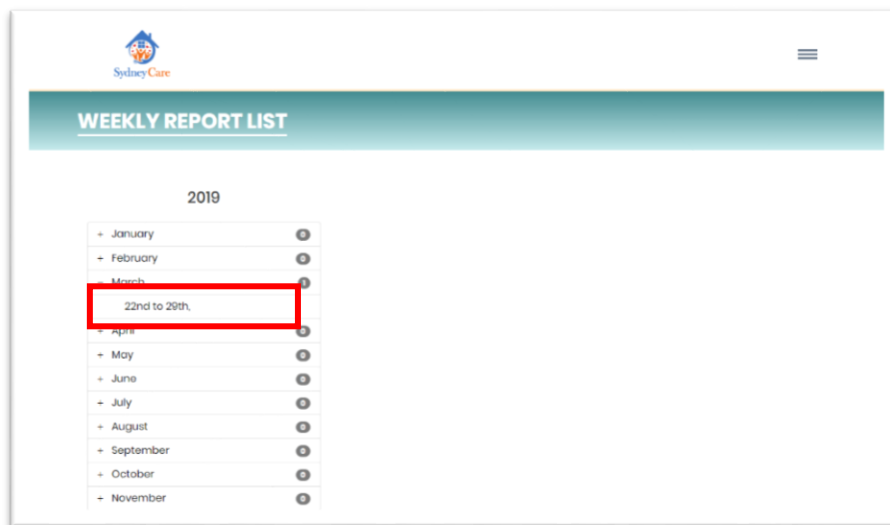 SydneyCare
WEEKLY REPORT LIST
2019
+ January 0
+ February 0
- March 1
22nd to 29th,
+ April 0
+ May 0
+ June 0
+ July 0
+ August 0
+ September 0
+ October 0
+ November 0